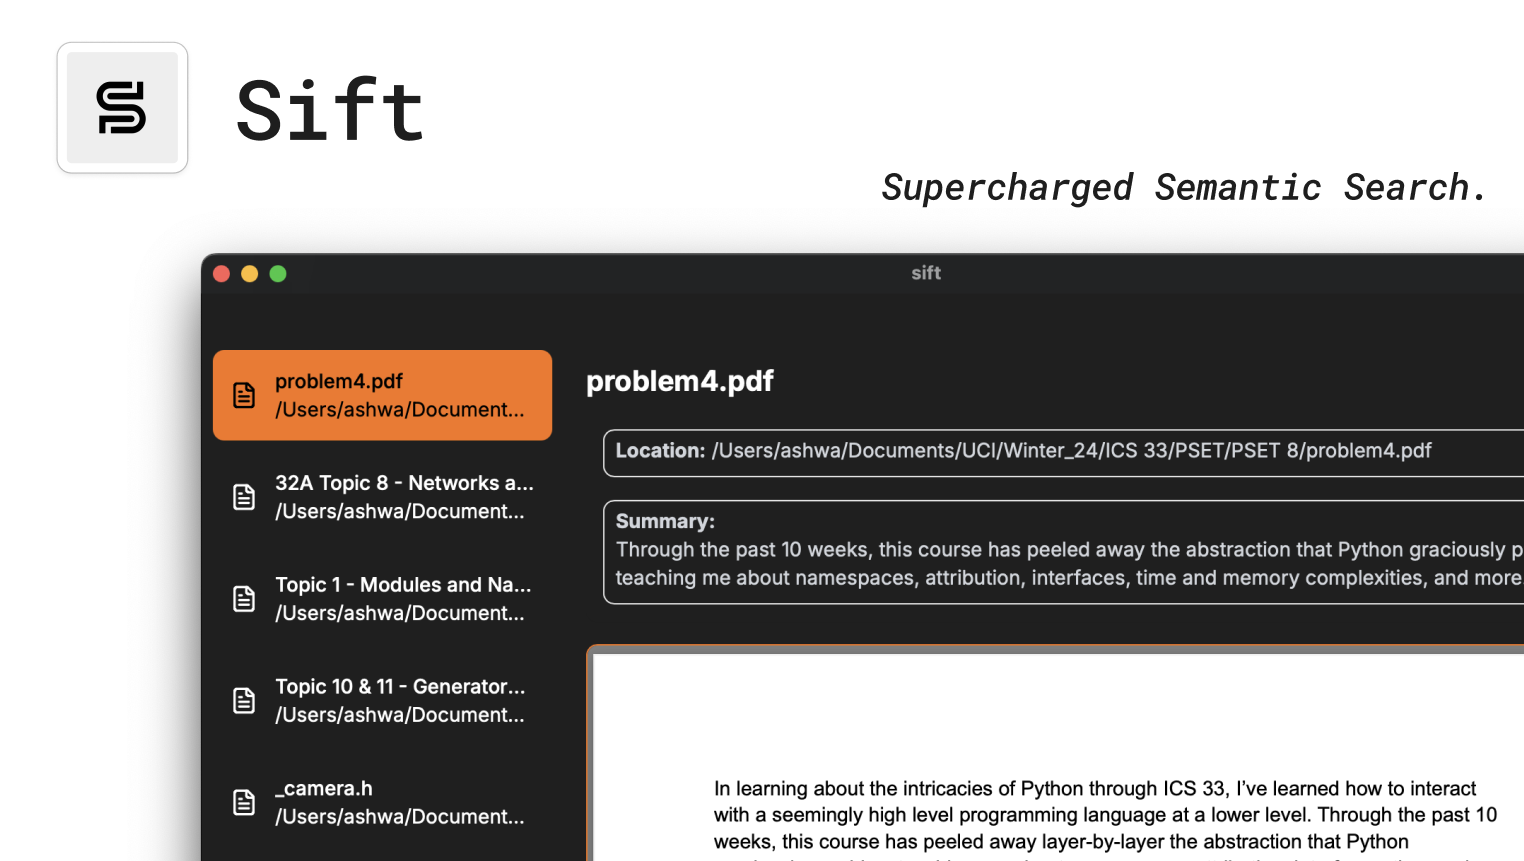 Sift
Supercharged Semantic Search.
sift
problem4.pdf
/Users/ashwa/Document...
32A Topic 8 - Networks a...
/Users/ashwa/Document...
Topic 1 - Modules and Na...
/Users/ashwa/Document...
Topic 10 & 11 - Generator...
/Users/ashwa/Document...
_camera.h
/Users/ashwa/Document...
problem4.pdf
Location: /Users/ashwa/Documents/UCI/Winter_24/ICS 33/PSET/PSET 8/problem4.pdf
Summary:
Through the past 10 weeks, this course has peeled away the abstraction that Python graciously p
teaching me about namespaces, attribution, interfaces, time and memory complexities, and more.
In learning about the intricacies of Python through ICS 33, I’ve learned how to interact
with a seemingly high level programming language at a lower level. Through the past 10
weeks, this course has peeled away layer-by-layer the abstraction that Python